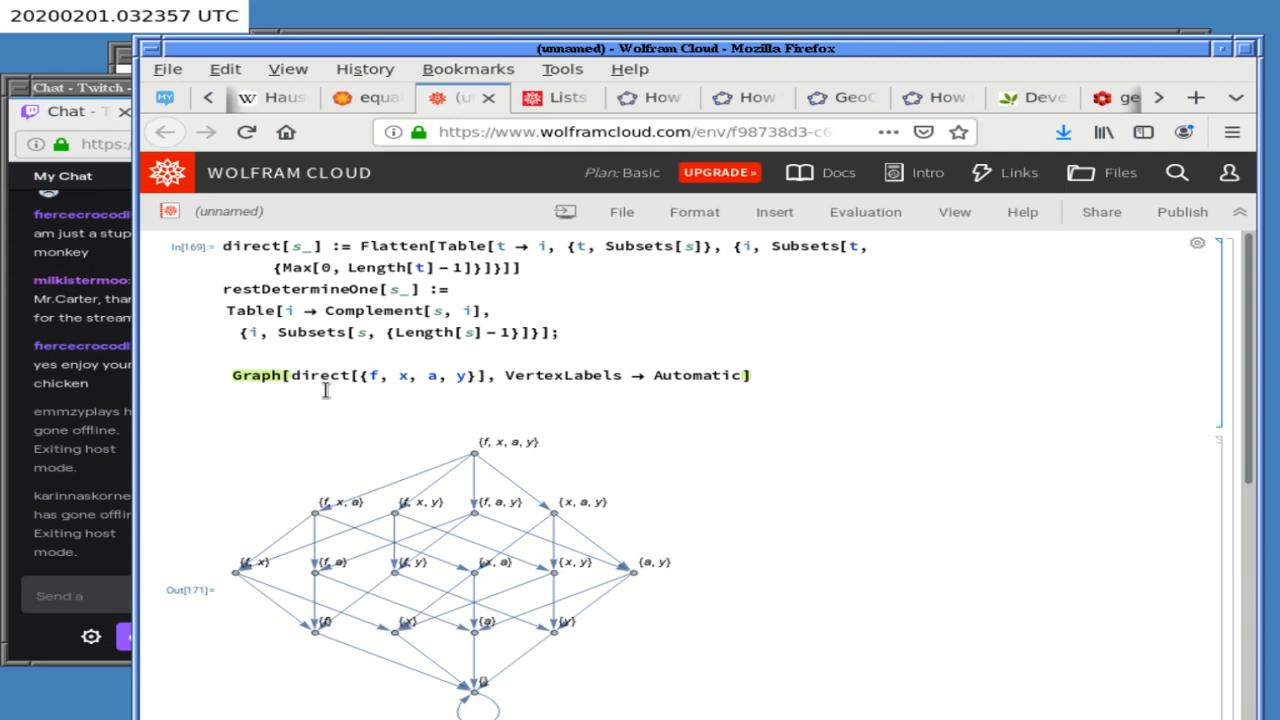 20200201.032357 UTC
(unnamed) - Wolfram Cloud - Mozilla Firefox
File Edit View History Bookmarks Tools Help
Haus equa (u Lists How How GeoG How Deve ge
https://www.wolframcloud.com/env/f98738d3-c6
WOLFRAM CLOUD Plan: Basic UPGRADE » Docs Intro Links Files
(unnamed) File Format Insert Evaluation View Help Share Publish
Chat - Twitch -
Chat - T
https:
My Chat
fiercecrocodi
am just a stup
monkey
milkistermoo:
Mr.Carter, tha
for the stream
fiercecrocodi
yes enjoy your
chicken
emmzyplays h
gone offline.
Exiting host
mode.
karinnaskorne
has gone offlin
Exiting host
mode.
Send a
In[169]:= direct[s_] := Flatten[Table[t → i, {t, Subsets[s]}, {i, Subsets[t,
{Max[0, Length[t]-1]}]}]]
restDetermineOne[s_] :=
Table[i → Complement[s, i],
{i, Subsets[s, {Length[s]-1}]}];
Graph[direct[{f, x, a, y}], VertexLabels → Automatic]
{f, x, a, y}
{f, x, a} {f, x, y} {f, a, y} {x, a, y}
{f, x} {f, a} {f, y} {x, a} {x, y} {a, y}
Out[171]=
{f} {x} {a} {y}
{}